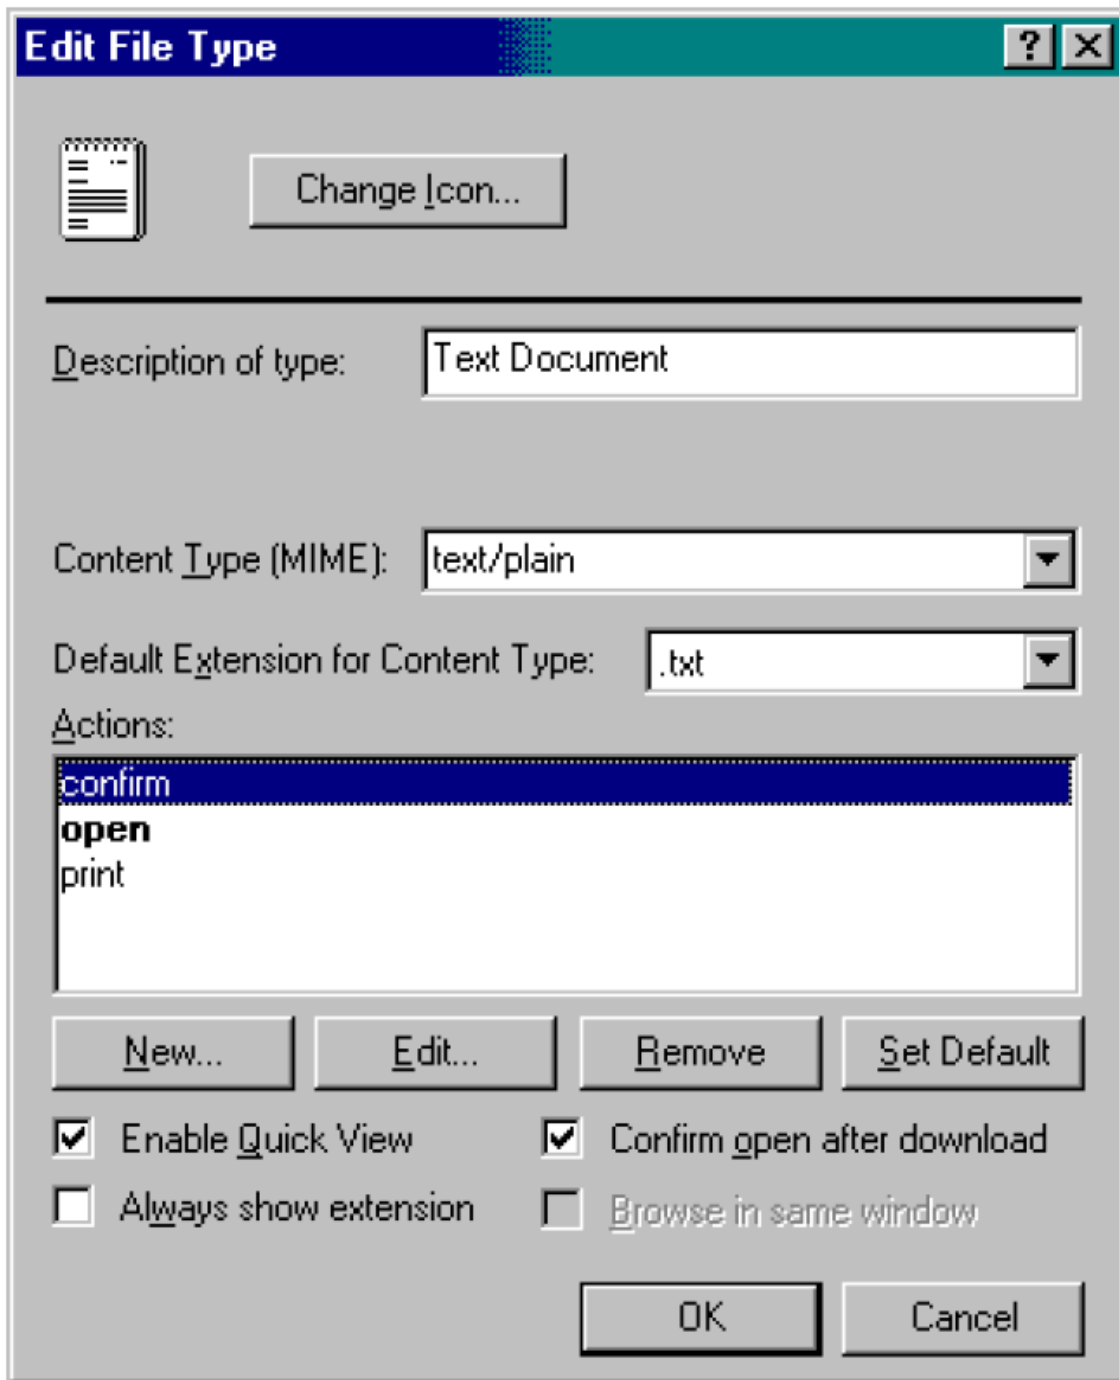 Edit File Type
Change Icon...
Description of type: Text Document
Content Type (MIME): text/plain
Default Extension for Content Type: .txt
Actions:
confirm
open
print
New... Edit... Remove Set Default
Enable Quick View Confirm open after download
Always show extension Browse in same window
OK Cancel